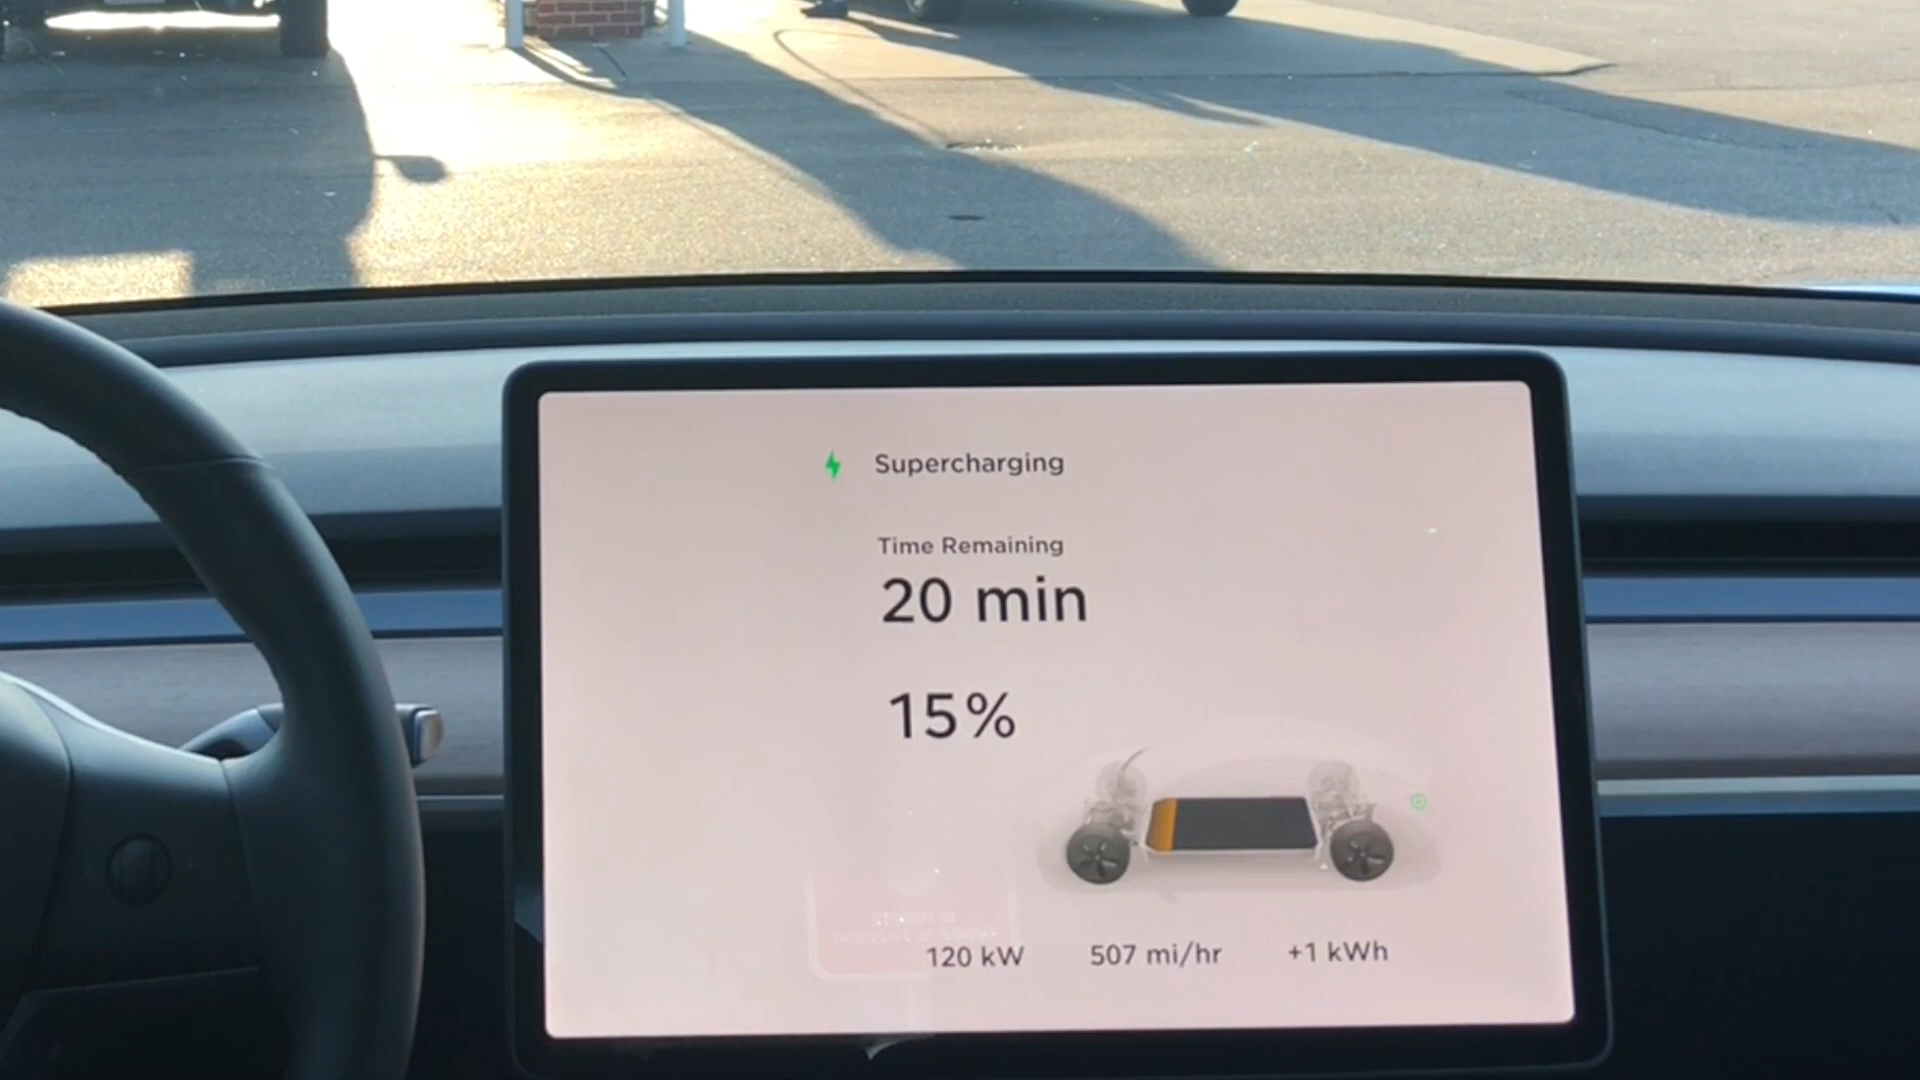 Supercharging
Time Remaining
20 min
15%
120 kW
507 mi/hr
+1 kWh